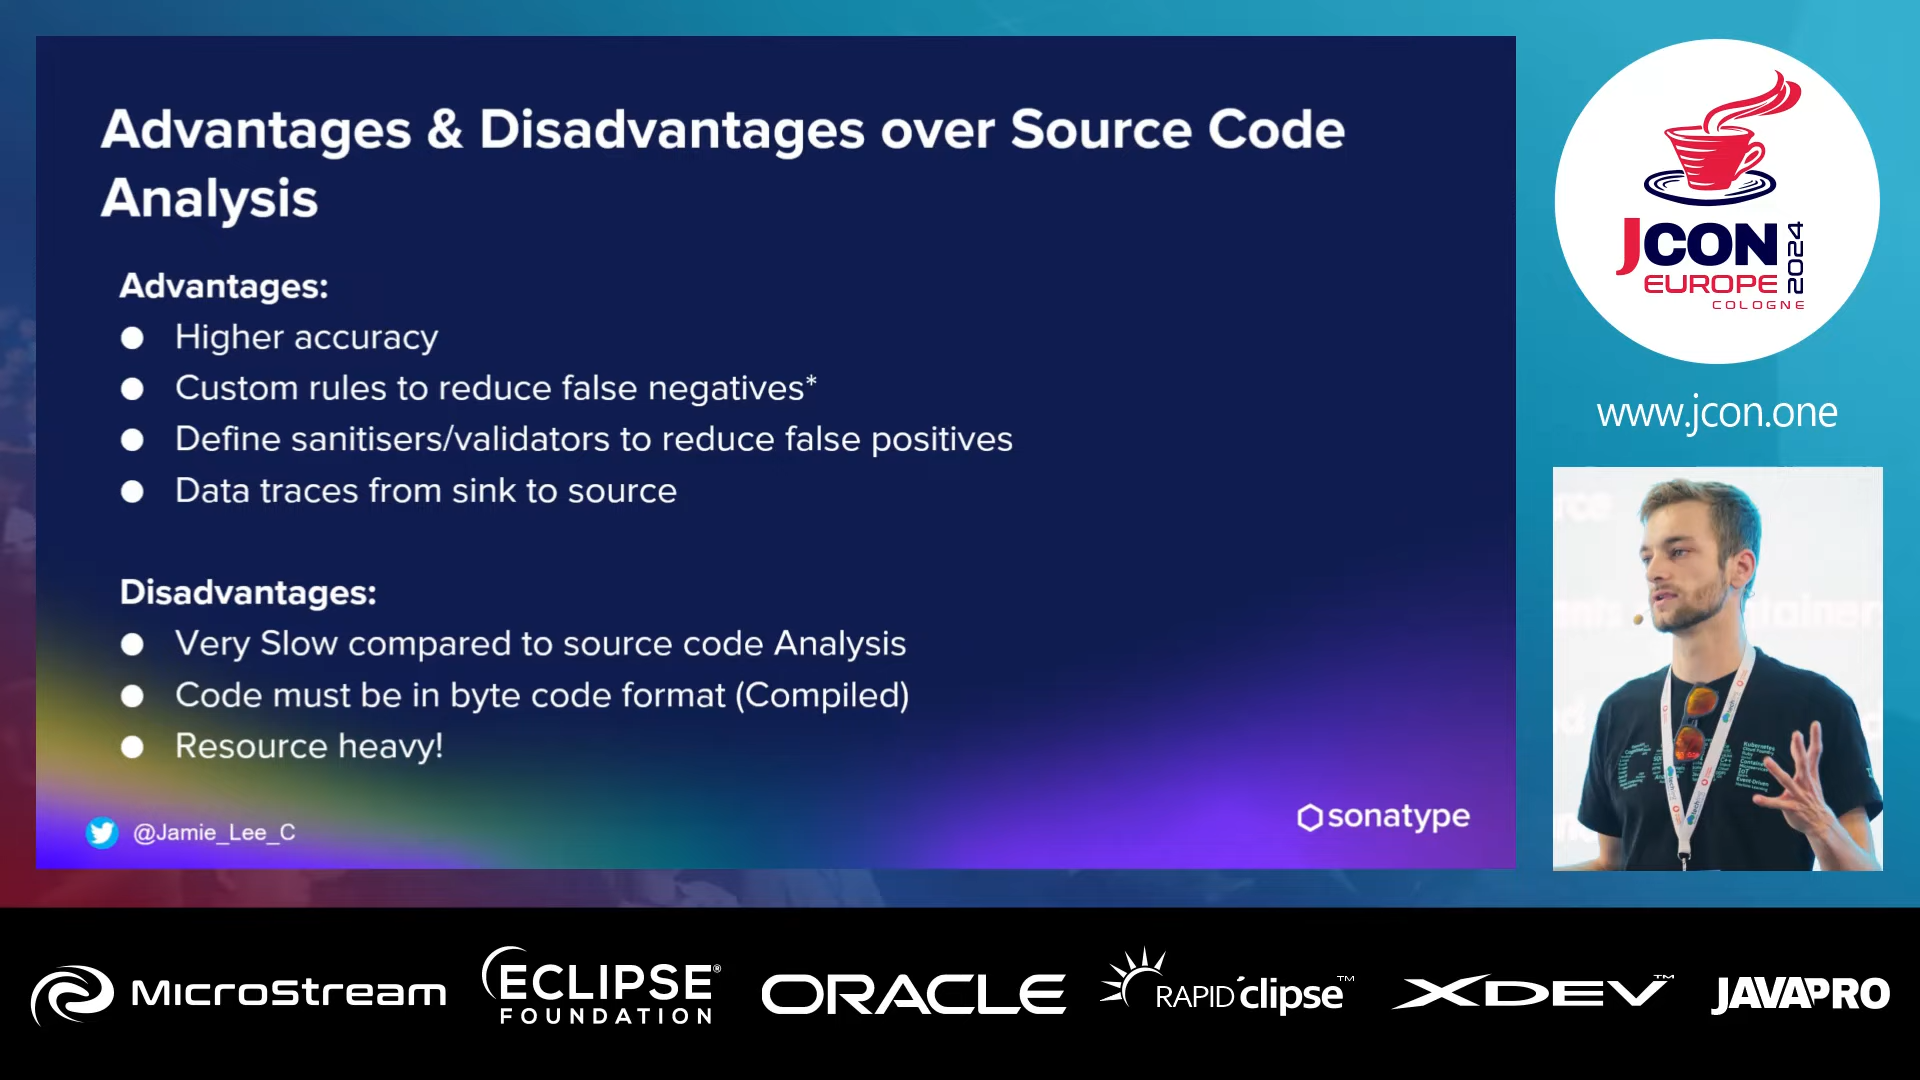 Advantages & Disadvantages over Source Code
Analysis
Advantages:
● Higher accuracy
● Custom rules to reduce false negatives*
● Define sanitisers/validators to reduce false positives
● Data traces from sink to source
Disadvantages:
● Very Slow compared to source code Analysis
● Code must be in byte code format (Compiled)
● Resource heavy!
@Jamie_Lee_C
sonatype
JCON
EUROPE
2024
COLOGNE
www.jcon.one
MicroStream
ECLIPSE®
FOUNDATION
ORACLE
RAPID'clipse™
XDEV™
JAVAPRO